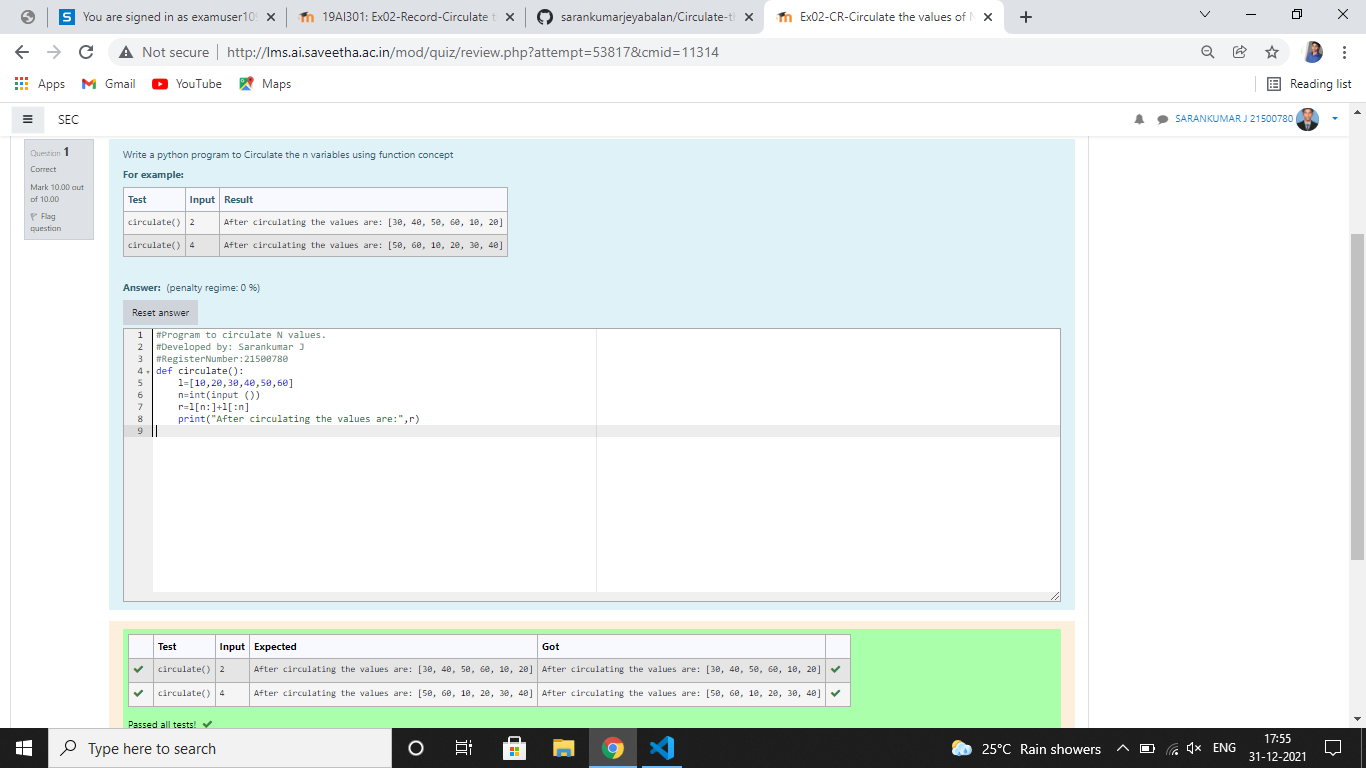 You are signed in as examuser10
19AI301: Ex02-Record-Circulate t
sarankumarjeyabalan/Circulate-t
Ex02-CR-Circulate the values of N
Not secure | http://lms.ai.saveetha.ac.in/mod/quiz/review.php?attempt=53817&cmid=11314
Apps Gmail YouTube Maps Reading list
SEC SARANKUMAR J 21500780
Question 1
Correct
Mark 10.00 out
of 10.00
Flag
question
Write a python program to Circulate the n variables using function concept
For example:
Test Input Result
circulate() 2 After circulating the values are: [30, 40, 50, 60, 10, 20]
circulate() 4 After circulating the values are: [50, 60, 10, 20, 30, 40]
Answer: (penalty regime: 0 %)
Reset answer
1 #Program to circulate N values.
2 #Developed by: Sarankumar J
3 #RegisterNumber:21500780
4 def circulate():
5 l=[10,20,30,40,50,60]
6 n=int(input ())
7 r=l[n:]+l[:n]
8 print("After circulating the values are:",r)
9
Test Input Expected Got
circulate() 2 After circulating the values are: [30, 40, 50, 60, 10, 20] After circulating the values are: [30, 40, 50, 60, 10, 20]
circulate() 4 After circulating the values are: [50, 60, 10, 20, 30, 40] After circulating the values are: [50, 60, 10, 20, 30, 40]
Passed all tests!
Type here to search
25°C Rain showers
ENG
17:55
31-12-2021